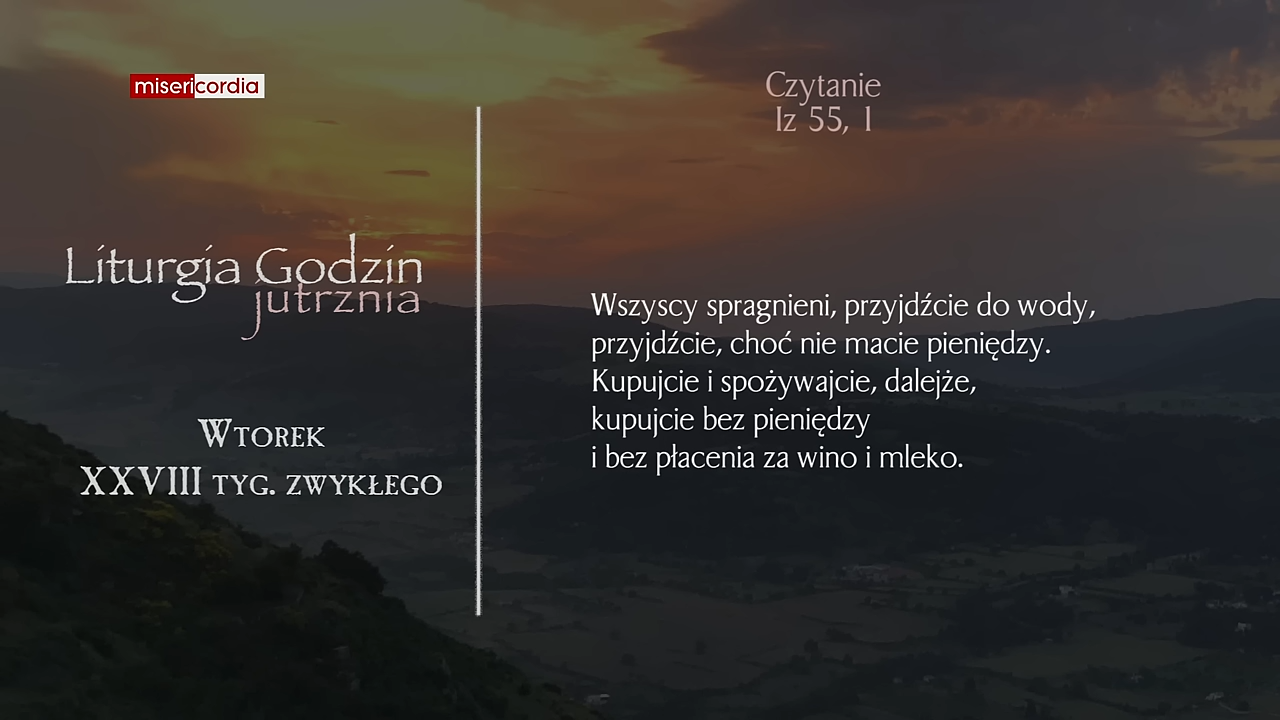 misericordia
Liturgia Godzin
jutrznia
Wtorek
XXVIII tyg. zwykłego
Czytanie
Iz 55, 1
Wszyscy spragnieni, przyjdźcie do wody,
przyjdźcie, choć nie macie pieniędzy.
Kupujcie i spożywajcie, dalejże,
kupujcie bez pieniędzy
i bez płacenia za wino i mleko.